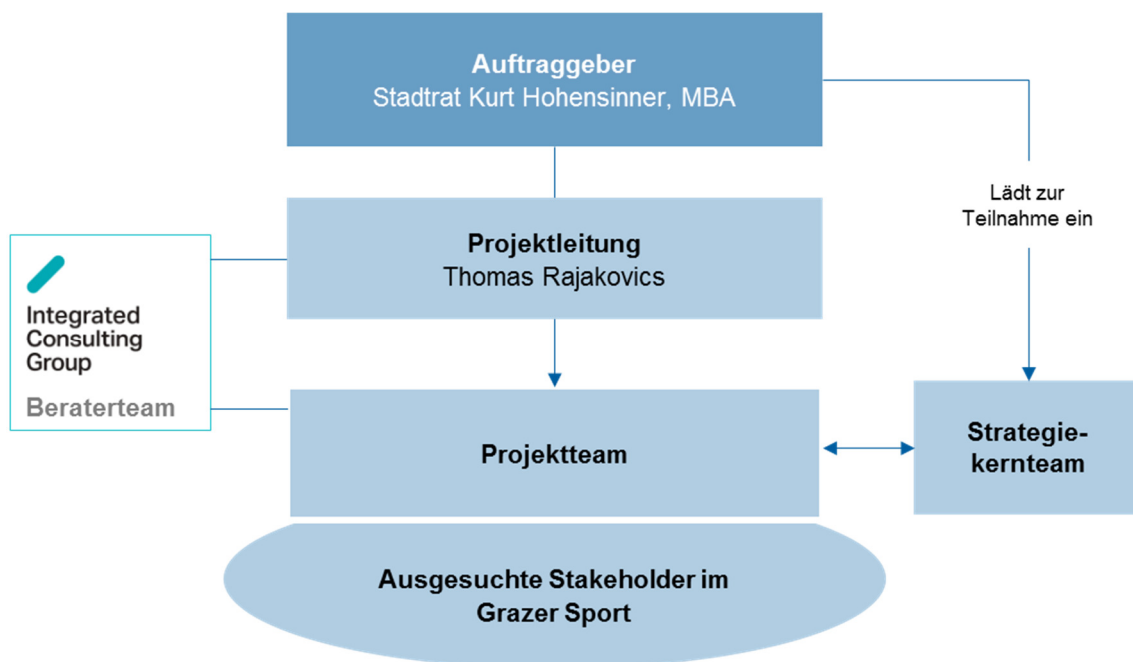 Auftraggeber
Stadtrat Kurt Hohensinner, MBA
Lädt zur
Teilnahme ein
Projektleitung
Thomas Rajakovics
Integrated
Consulting
Group
Beraterteam
Projektteam
Strategie-
kernteam
Ausgesuchte Stakeholder im
Grazer Sport